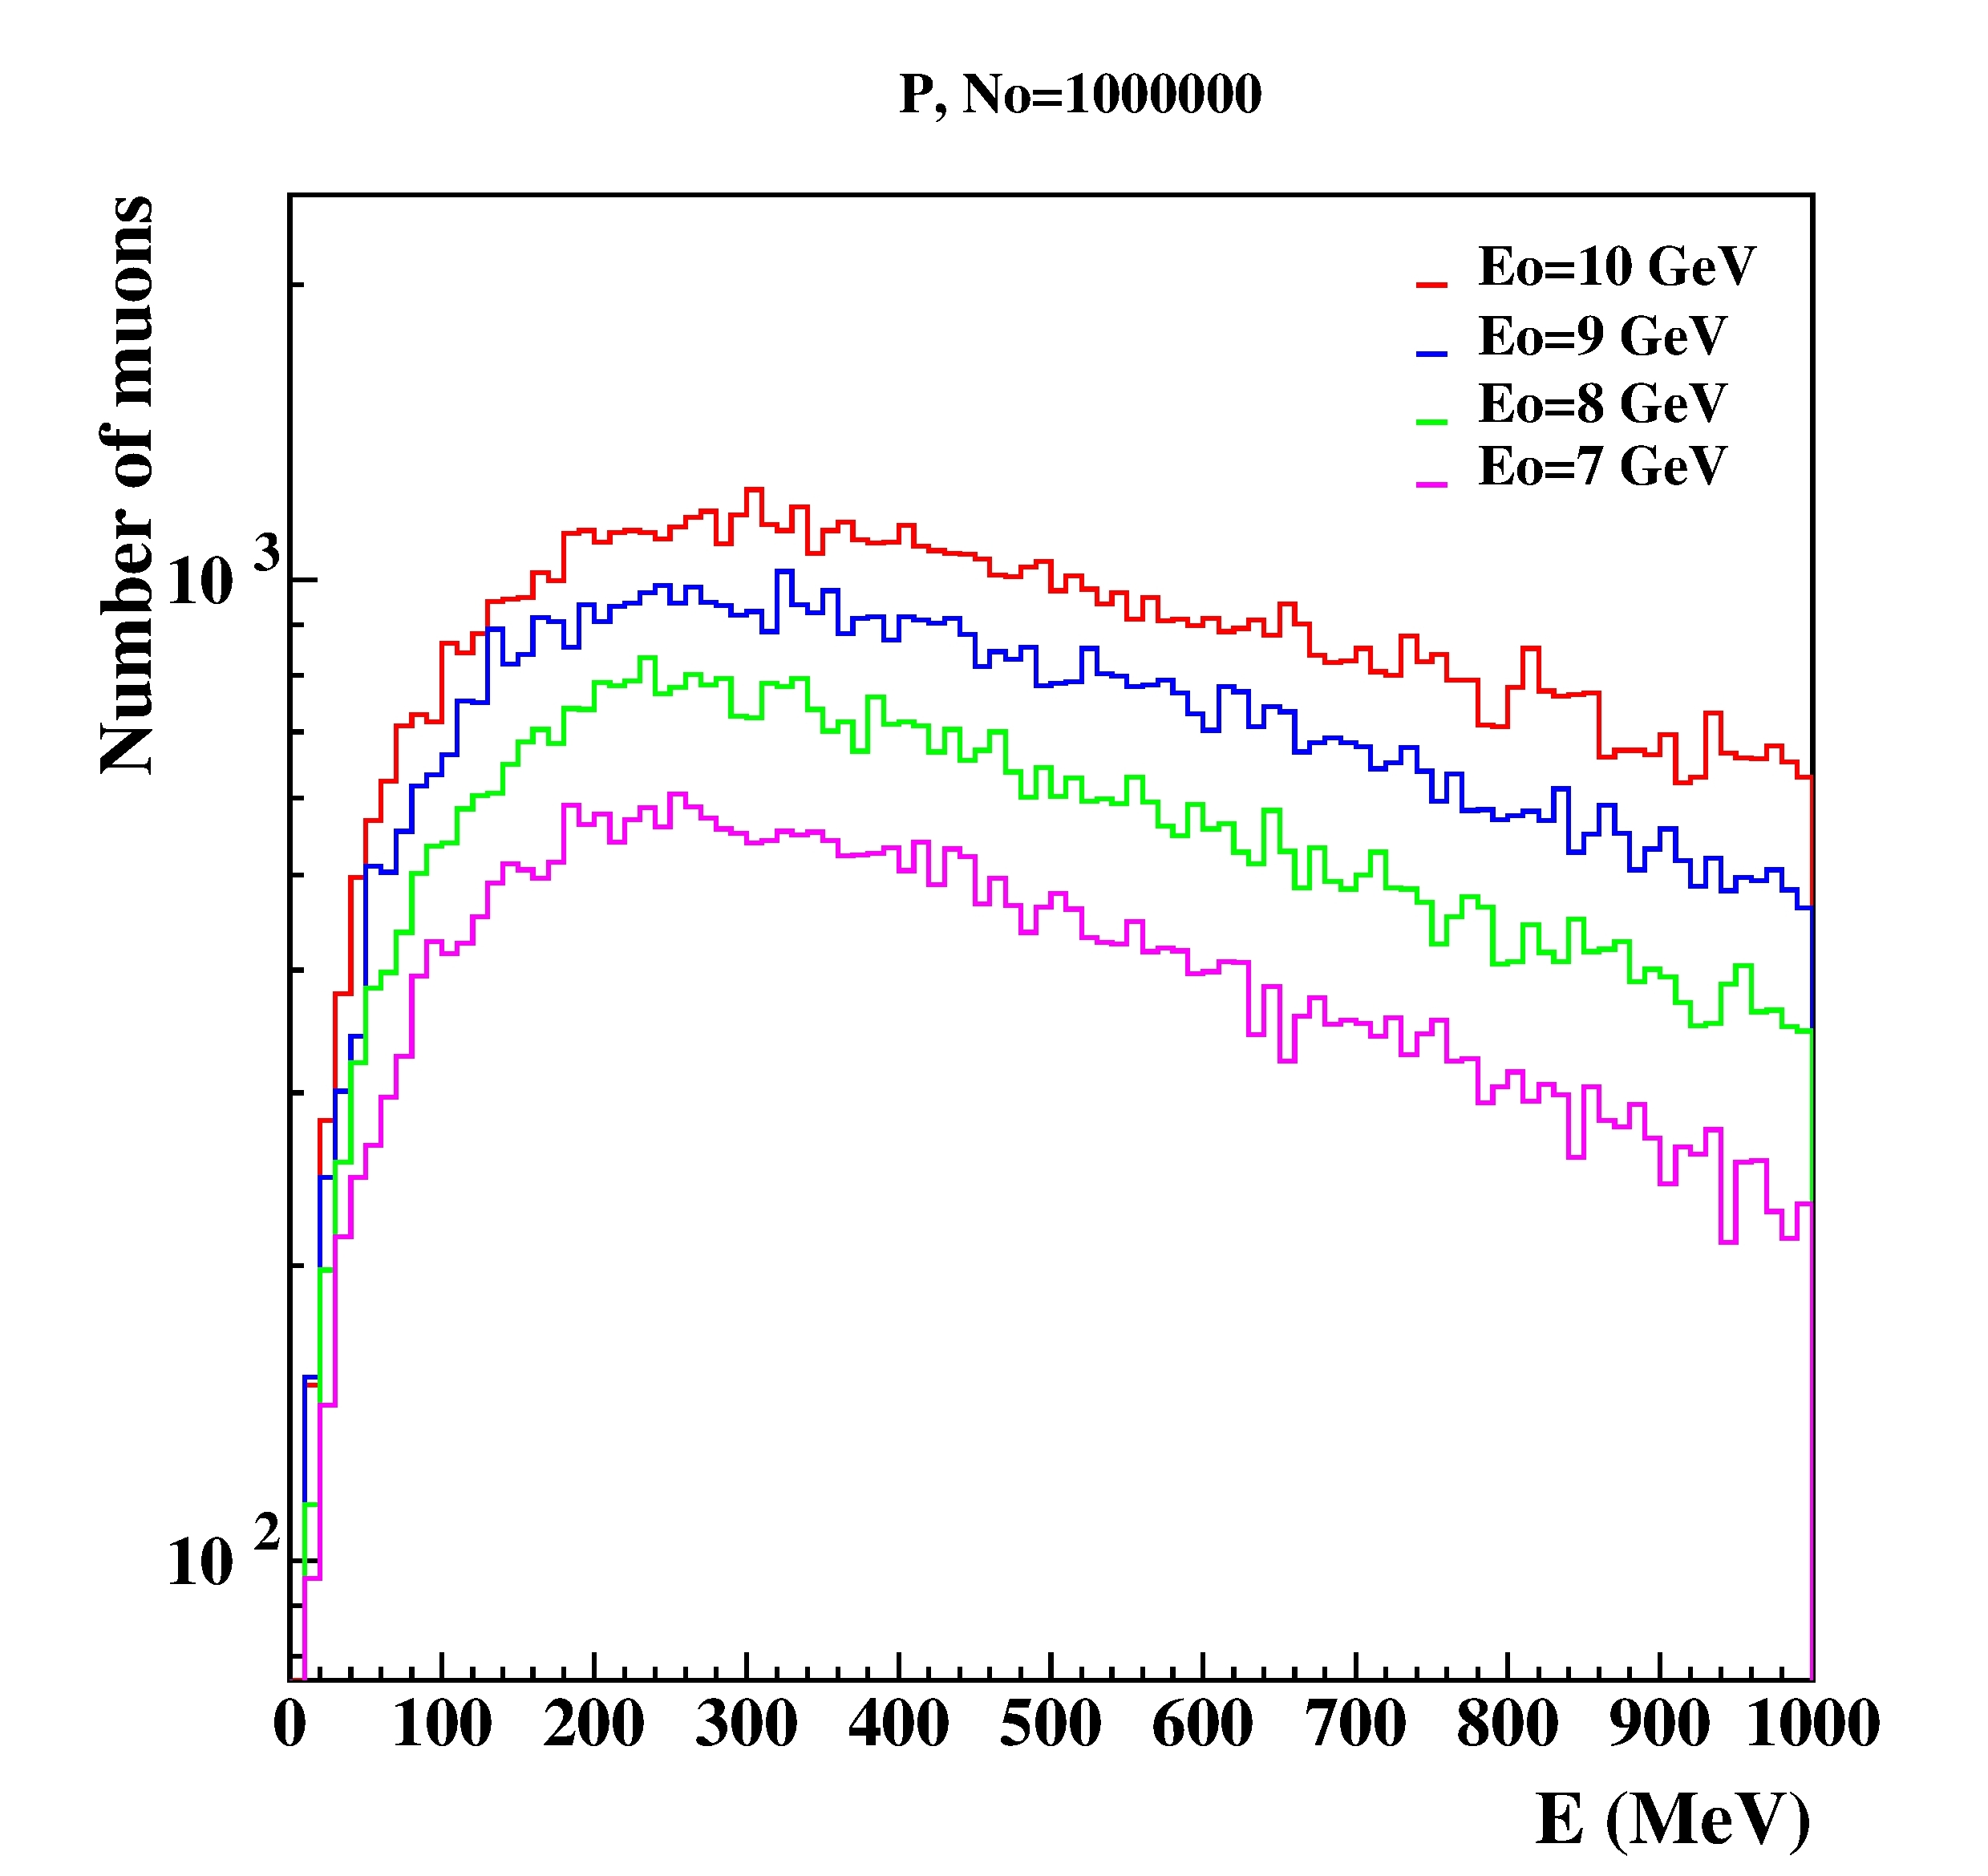 P, No=1000000
Number of muons
Eo=10 GeV
Eo=9 GeV
Eo=8 GeV
Eo=7 GeV
10 3
10 2
0 100 200 300 400 500 600 700 800 900 1000
E (MeV)